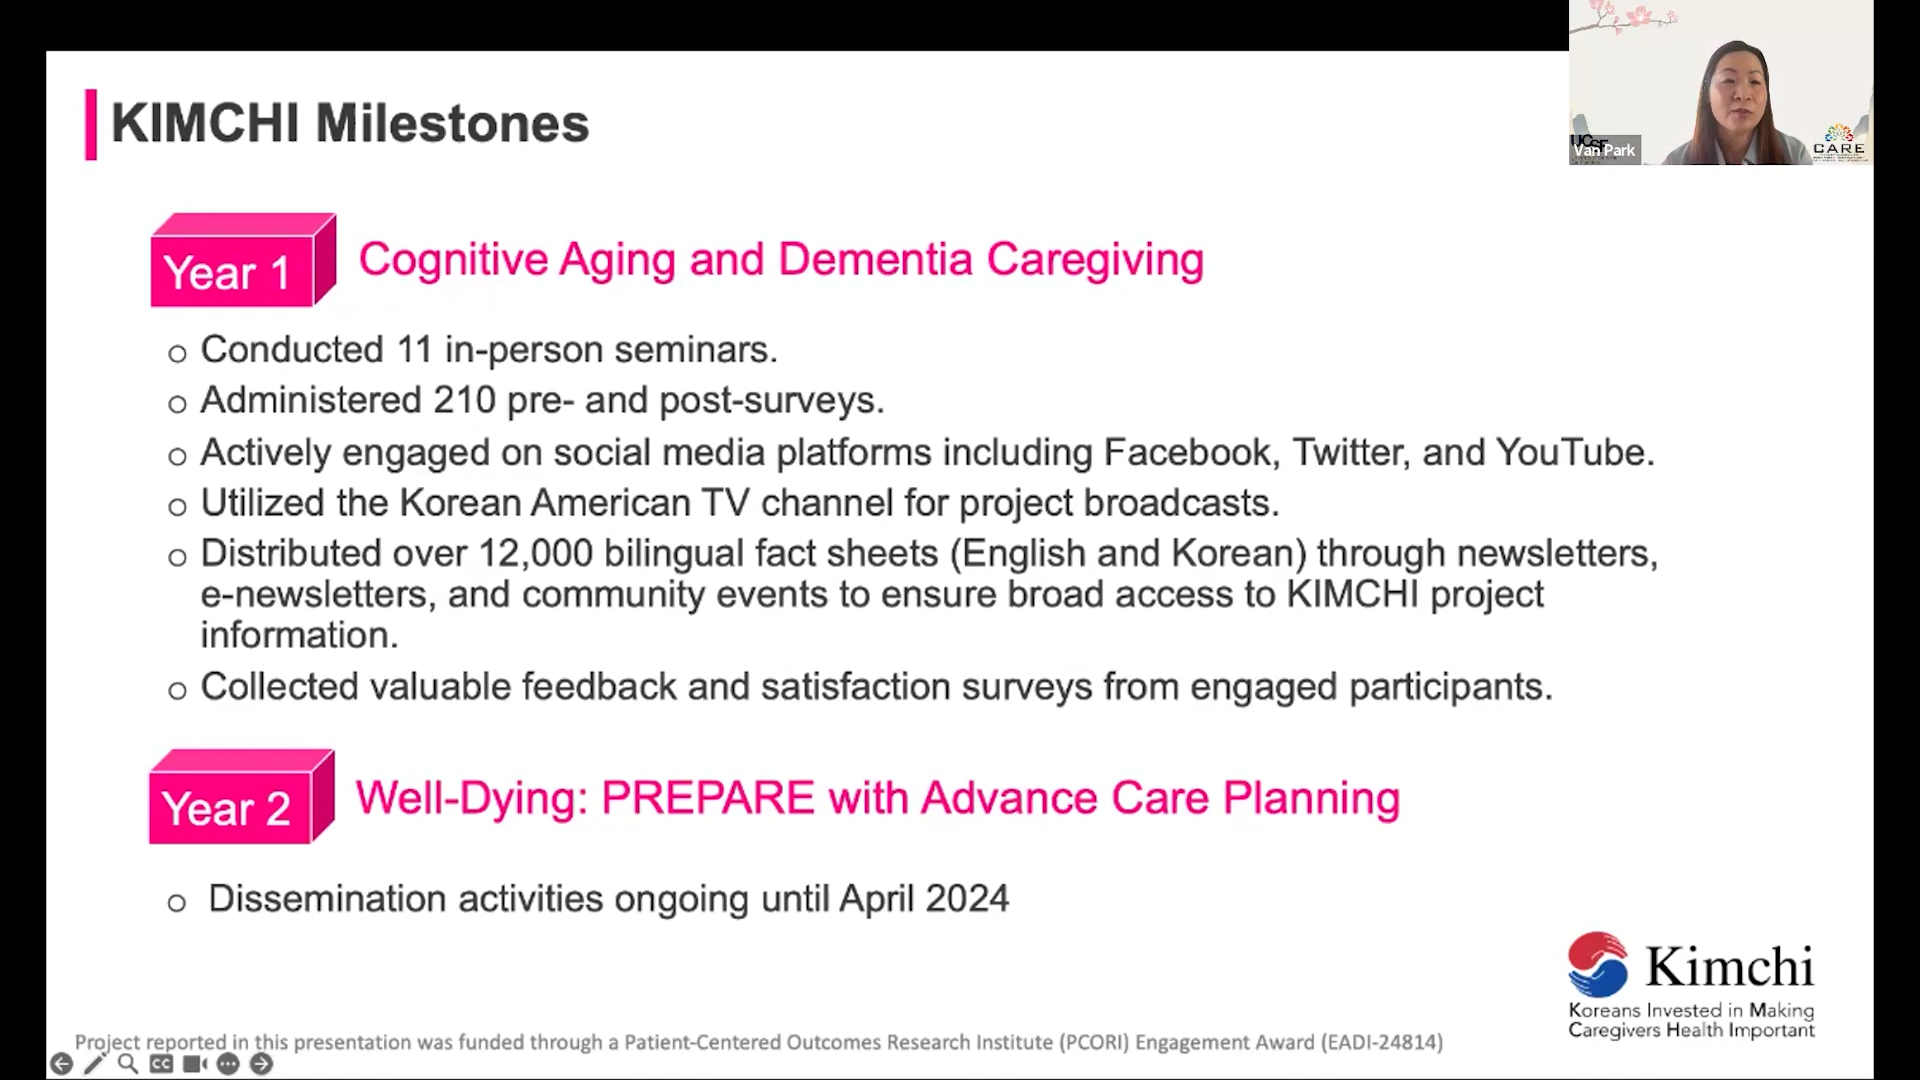 KIMCHI Milestones
Van Park
CARE
Year 1
Cognitive Aging and Dementia Caregiving
o Conducted 11 in-person seminars.
o Administered 210 pre- and post-surveys.
o Actively engaged on social media platforms including Facebook, Twitter, and YouTube.
o Utilized the Korean American TV channel for project broadcasts.
o Distributed over 12,000 bilingual fact sheets (English and Korean) through newsletters,
e-newsletters, and community events to ensure broad access to KIMCHI project
information.
o Collected valuable feedback and satisfaction surveys from engaged participants.
Year 2
Well-Dying: PREPARE with Advance Care Planning
o Dissemination activities ongoing until April 2024
Kimchi
Koreans Invested in Making
Caregivers Health Important
Project reported in this presentation was funded through a Patient-Centered Outcomes Research Institute (PCORI) Engagement Award (EADI-24814)
CC